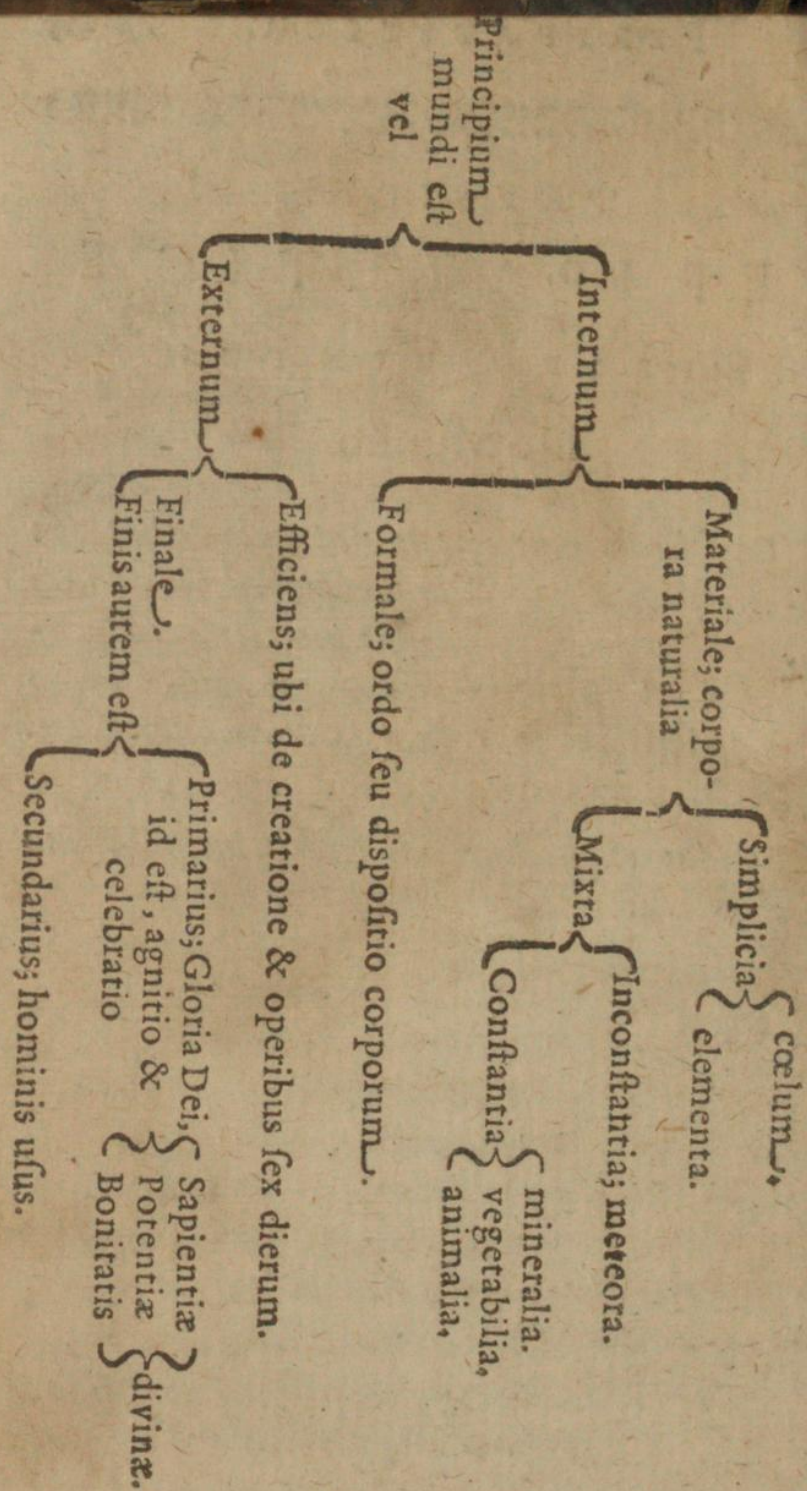 Principium
mundi eſt
vel
Internum
Materiale; corpo-
ra naturalia
Simplicia
cœlum.
elementa.
Mixta
Inconſtantia; meteora.
Conſtantia
mineralia.
vegetabilia,
animalia,
Formale; ordo ſeu dispoſitio corporum.
Externum
Efficiens; ubi de creatione & operibus ſex dierum.
Finale.
Finis autem eſt
Primarius; Gloria Dei,
id eſt, agnitio &
celebratio
Sapientiæ
Potentiæ
Bonitatis
divinæ.
Secundarius; hominis uſus.